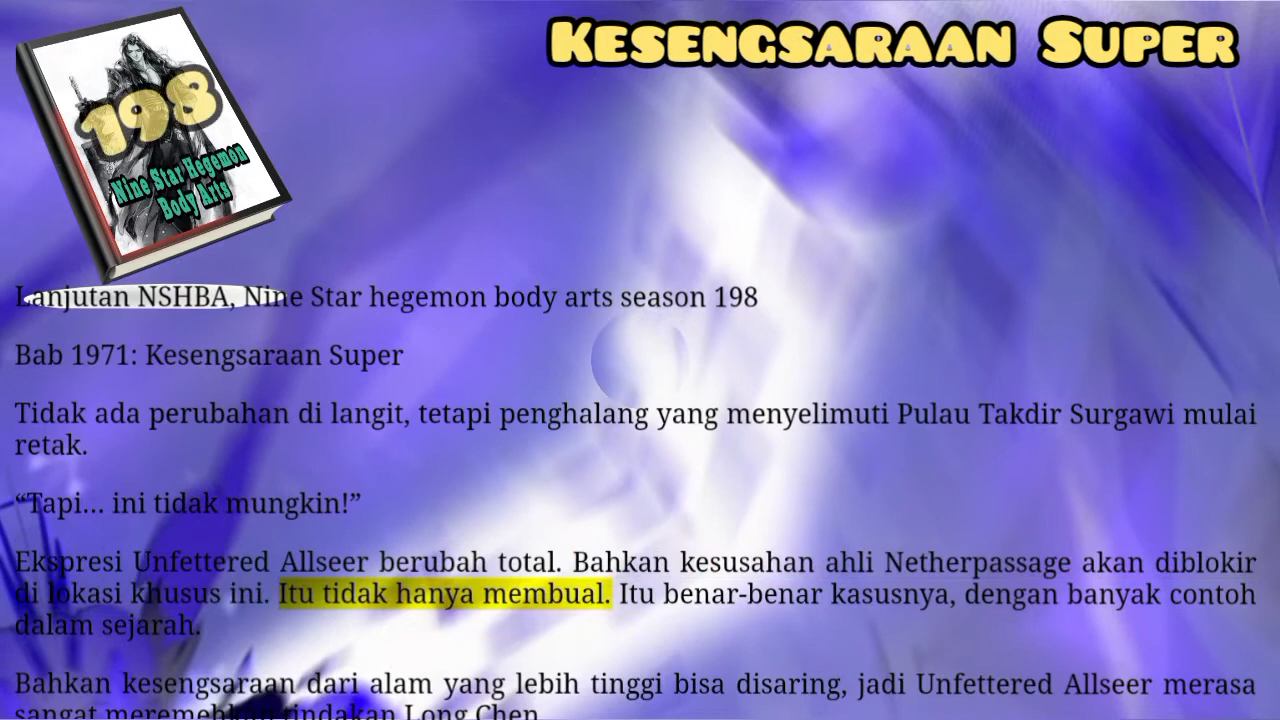 Kesengsaraan Super
198
Nine Star Hegemon
Body Arts
Lanjutan NSHBA, Nine Star hegemon body arts season 198
Bab 1971: Kesengsaraan Super
Tidak ada perubahan di langit, tetapi penghalang yang menyelimuti Pulau Takdir Surgawi mulai
retak.
“Tapi… ini tidak mungkin!”
Ekspresi Unfettered Allseer berubah total. Bahkan kesusahan ahli Netherpassage akan diblokir
di lokasi khusus ini. Itu tidak hanya membual. Itu benar-benar kasusnya, dengan banyak contoh
dalam sejarah.
Bahkan kesengsaraan dari alam yang lebih tinggi bisa disaring, jadi Unfettered Allseer merasa
sangat meremehkan tindakan Long Chen.